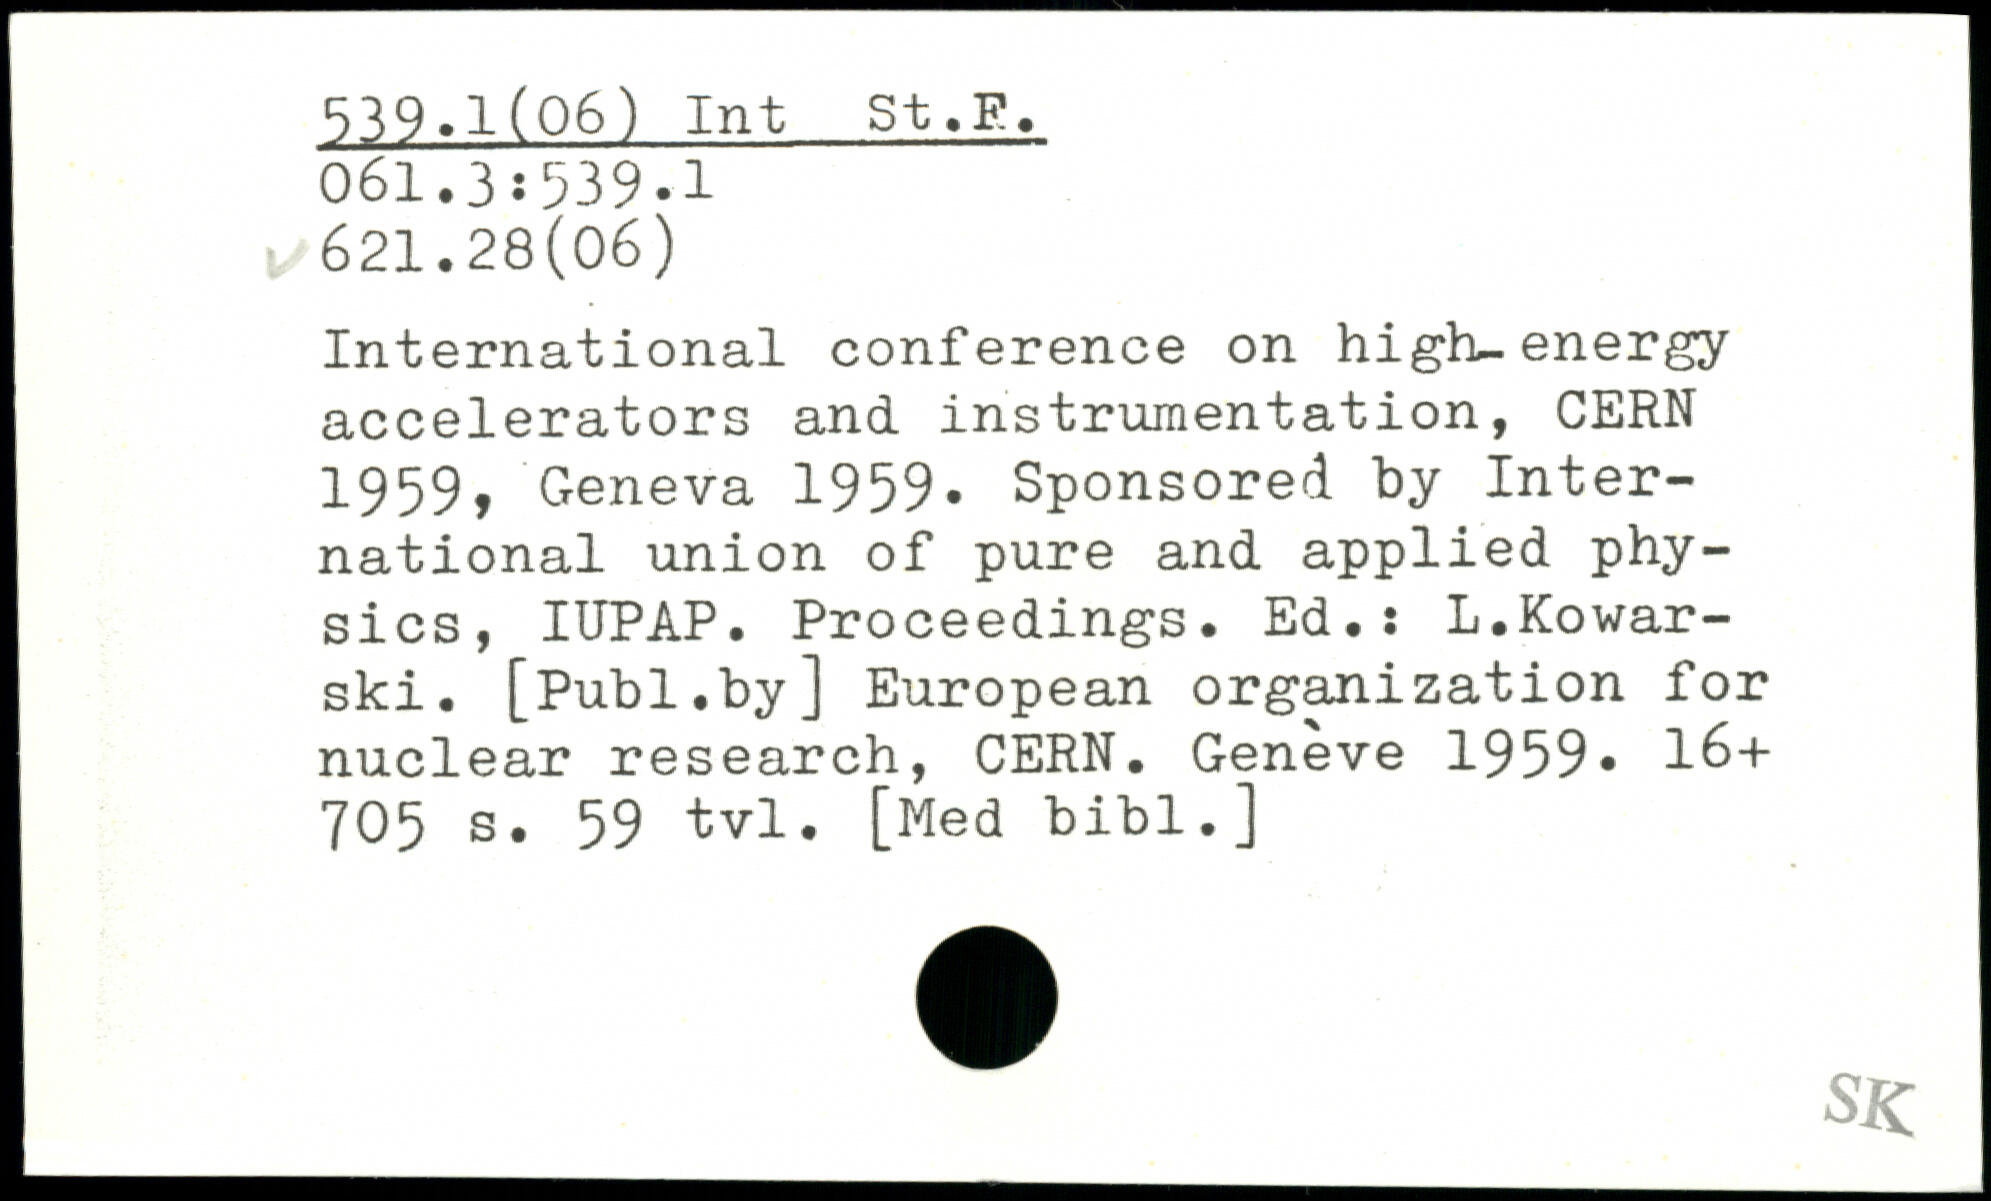 539.1(06) Int St.F.
061.3:539.1
621.28(06)
International conference on high-energy
accelerators and instrumentation, CERN
1959, Geneva 1959. Sponsored by Inter-
national union of pure and applied phy-
sics, IUPAP. Proceedings. Ed.: L.Kowar-
ski. [Publ.by] European organization for
nuclear research, CERN. Genève 1959. 16+
705 s. 59 tvl. [Med bibl.]
SK